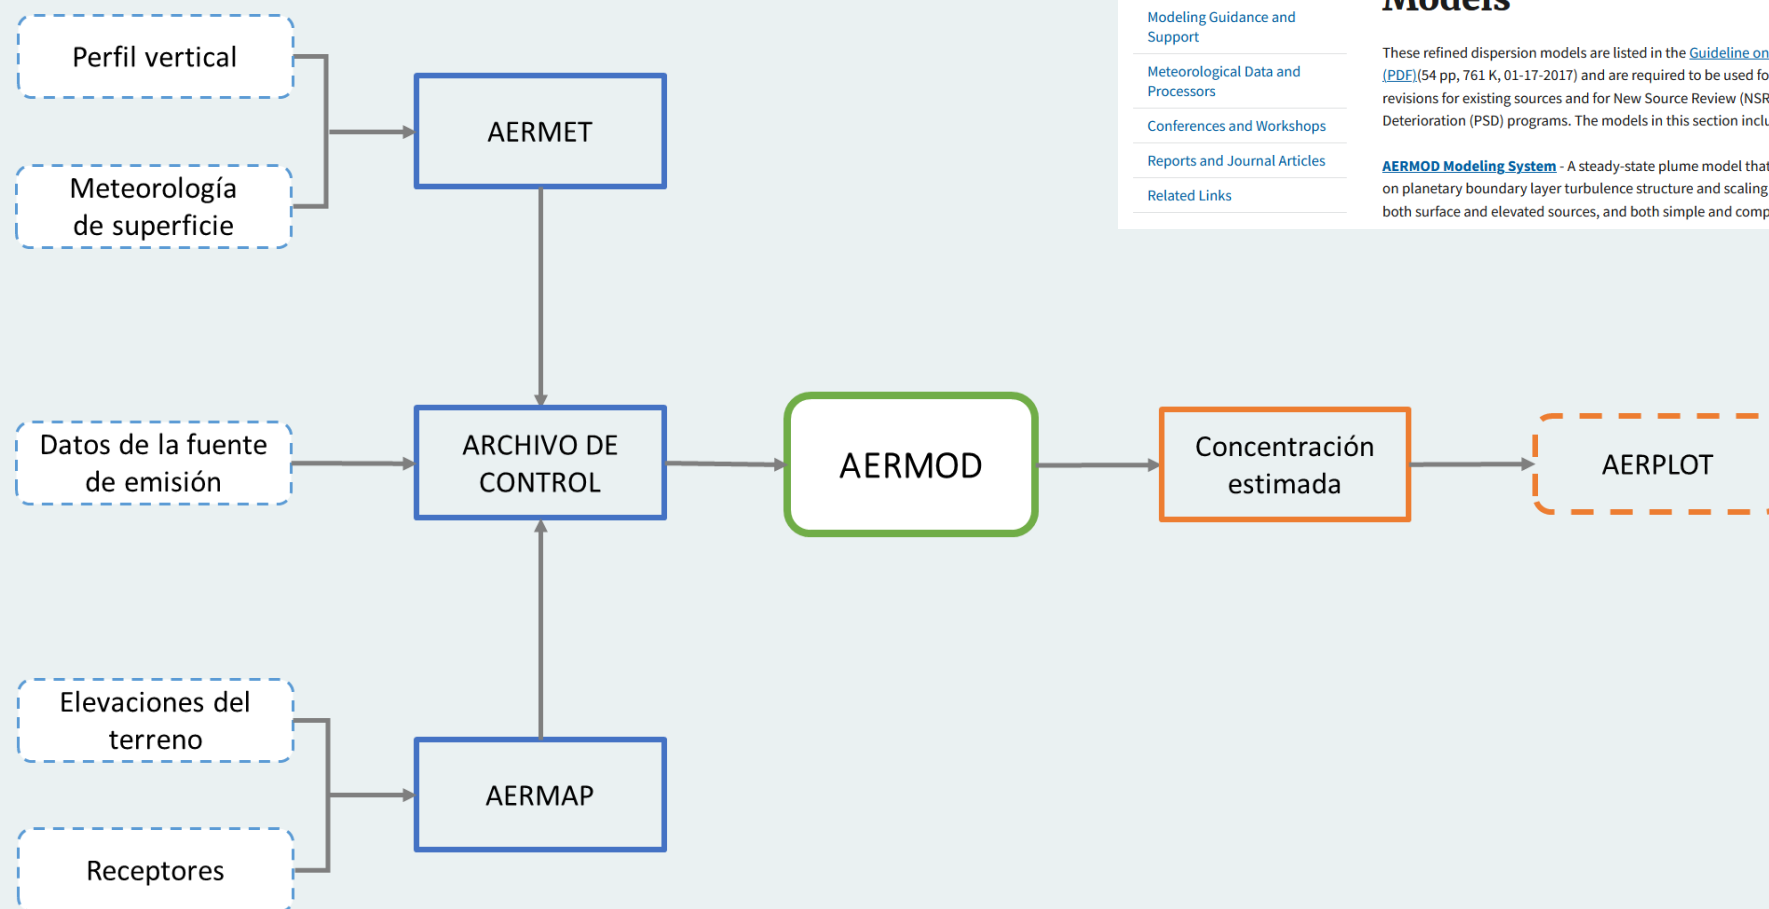 Perfil vertical
Meteorología
de superficie
AERMET
Datos de la fuente
de emisión
ARCHIVO DE
CONTROL
AERMOD
Concentración
estimada
AERPLOT
Elevaciones del
terreno
Receptores
AERMAP
Modeling Guidance and
Support
Meteorological Data and
Processors
Conferences and Workshops
Reports and Journal Articles
Related Links
Models
These refined dispersion models are listed in the Guideline on
(PDF)(54 pp, 761 K, 01-17-2017) and are required to be used fo
revisions for existing sources and for New Source Review (NSR
Deterioration (PSD) programs. The models in this section inclu
AERMOD Modeling System - A steady-state plume model that
on planetary boundary layer turbulence structure and scaling
both surface and elevated sources, and both simple and comp